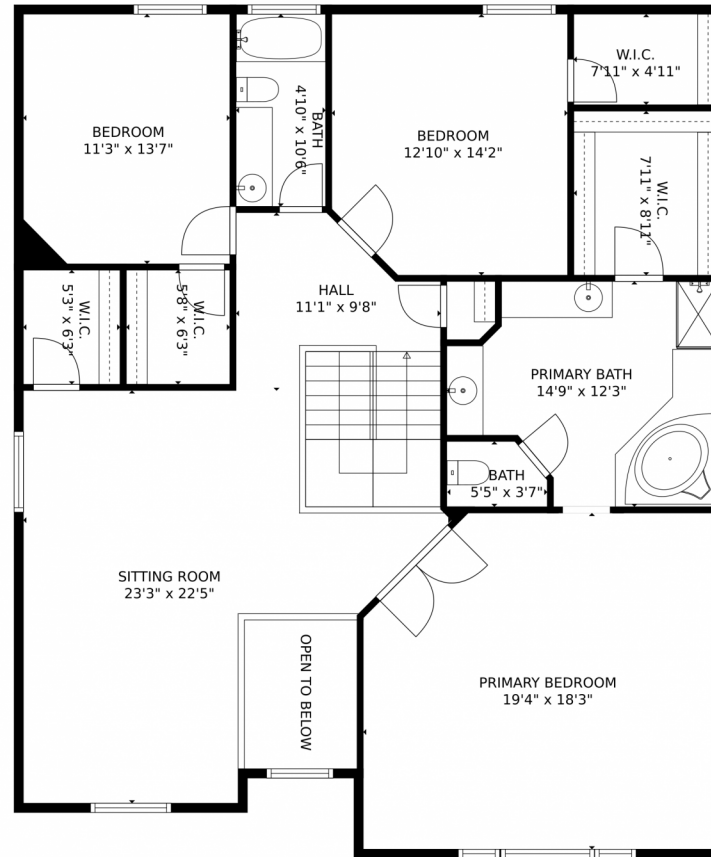 W.I.C.
7'11" x 4'11"
BEDROOM
11'3" x 13'7"
BATH
4'10" x 10'6"
BEDROOM
12'10" x 14'2"
W.I.C.
7'11" x 8'11"
W.I.C.
5'3" x 6'3"
W.I.C.
5'8" x 6'3"
HALL
11'1" x 9'8"
PRIMARY BATH
14'9" x 12'3"
BATH
5'5" x 3'7"
SITTING ROOM
23'3" x 22'5"
OPEN TO BELOW
PRIMARY BEDROOM
19'4" x 18'3"